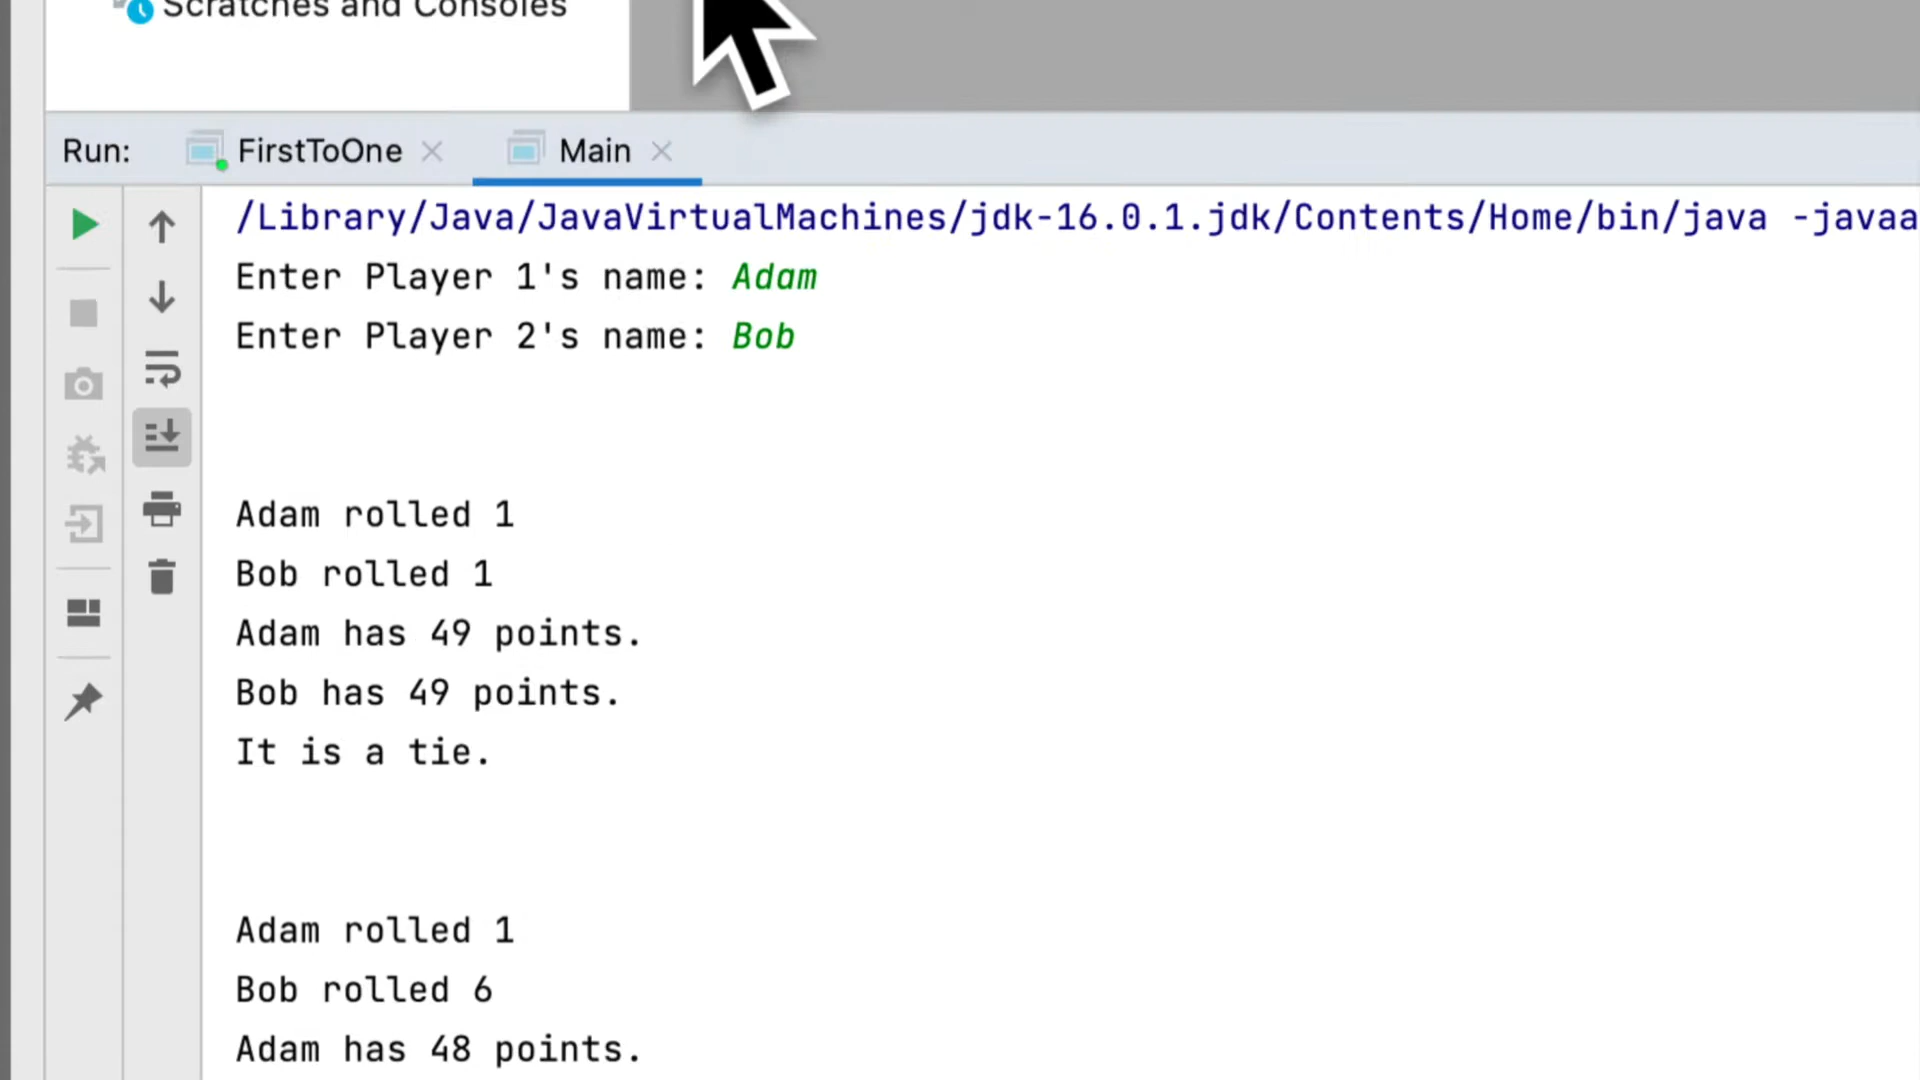 Scratches and Consoles
Run: FirstToOne Main
/Library/Java/JavaVirtualMachines/jdk-16.0.1.jdk/Contents/Home/bin/java -javaa
Enter Player 1's name: Adam
Enter Player 2's name: Bob
Adam rolled 1
Bob rolled 1
Adam has 49 points.
Bob has 49 points.
It is a tie.
Adam rolled 1
Bob rolled 6
Adam has 48 points.